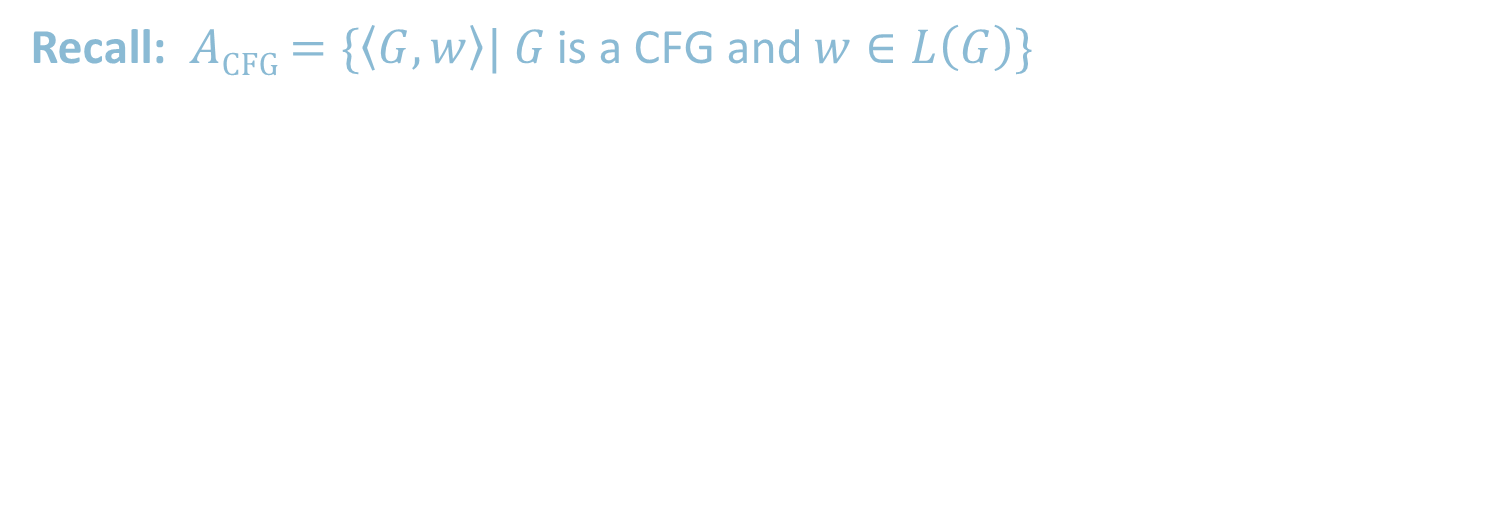 Recall: A_CFG = {⟨G, w⟩| G is a CFG and w ∈ L(G)}